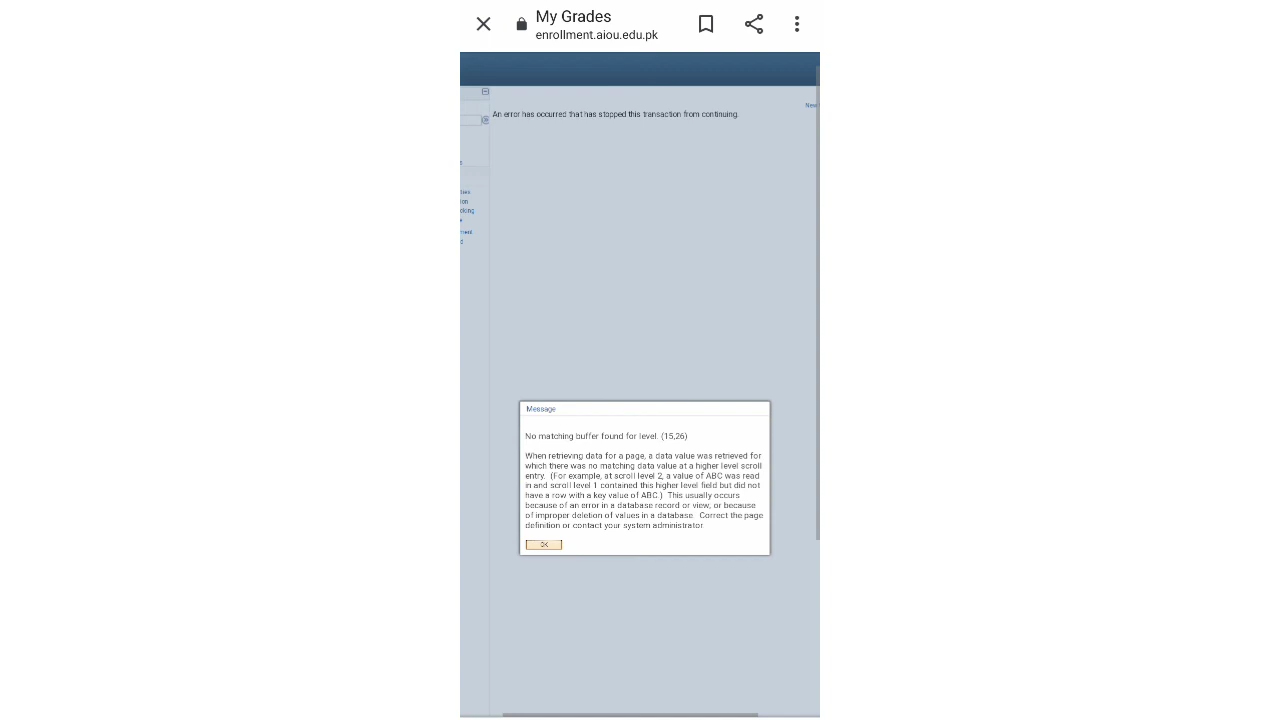 My Grades
enrollment.aiou.edu.pk
New
An error has occurred that has stopped this transaction from continuing.
s
ties
ion
cking
e
ment
d
Message
No matching buffer found for level. (15,26)
When retrieving data for a page, a data value was retrieved for
which there was no matching data value at a higher level scroll
entry. (For example, at scroll level 2, a value of ABC was read
in and scroll level 1 contained this higher level field but did not
have a row with a key value of ABC.) This usually occurs
because of an error in a database record or view; or because
of improper deletion of values in a database. Correct the page
definition or contact your system administrator.
OK